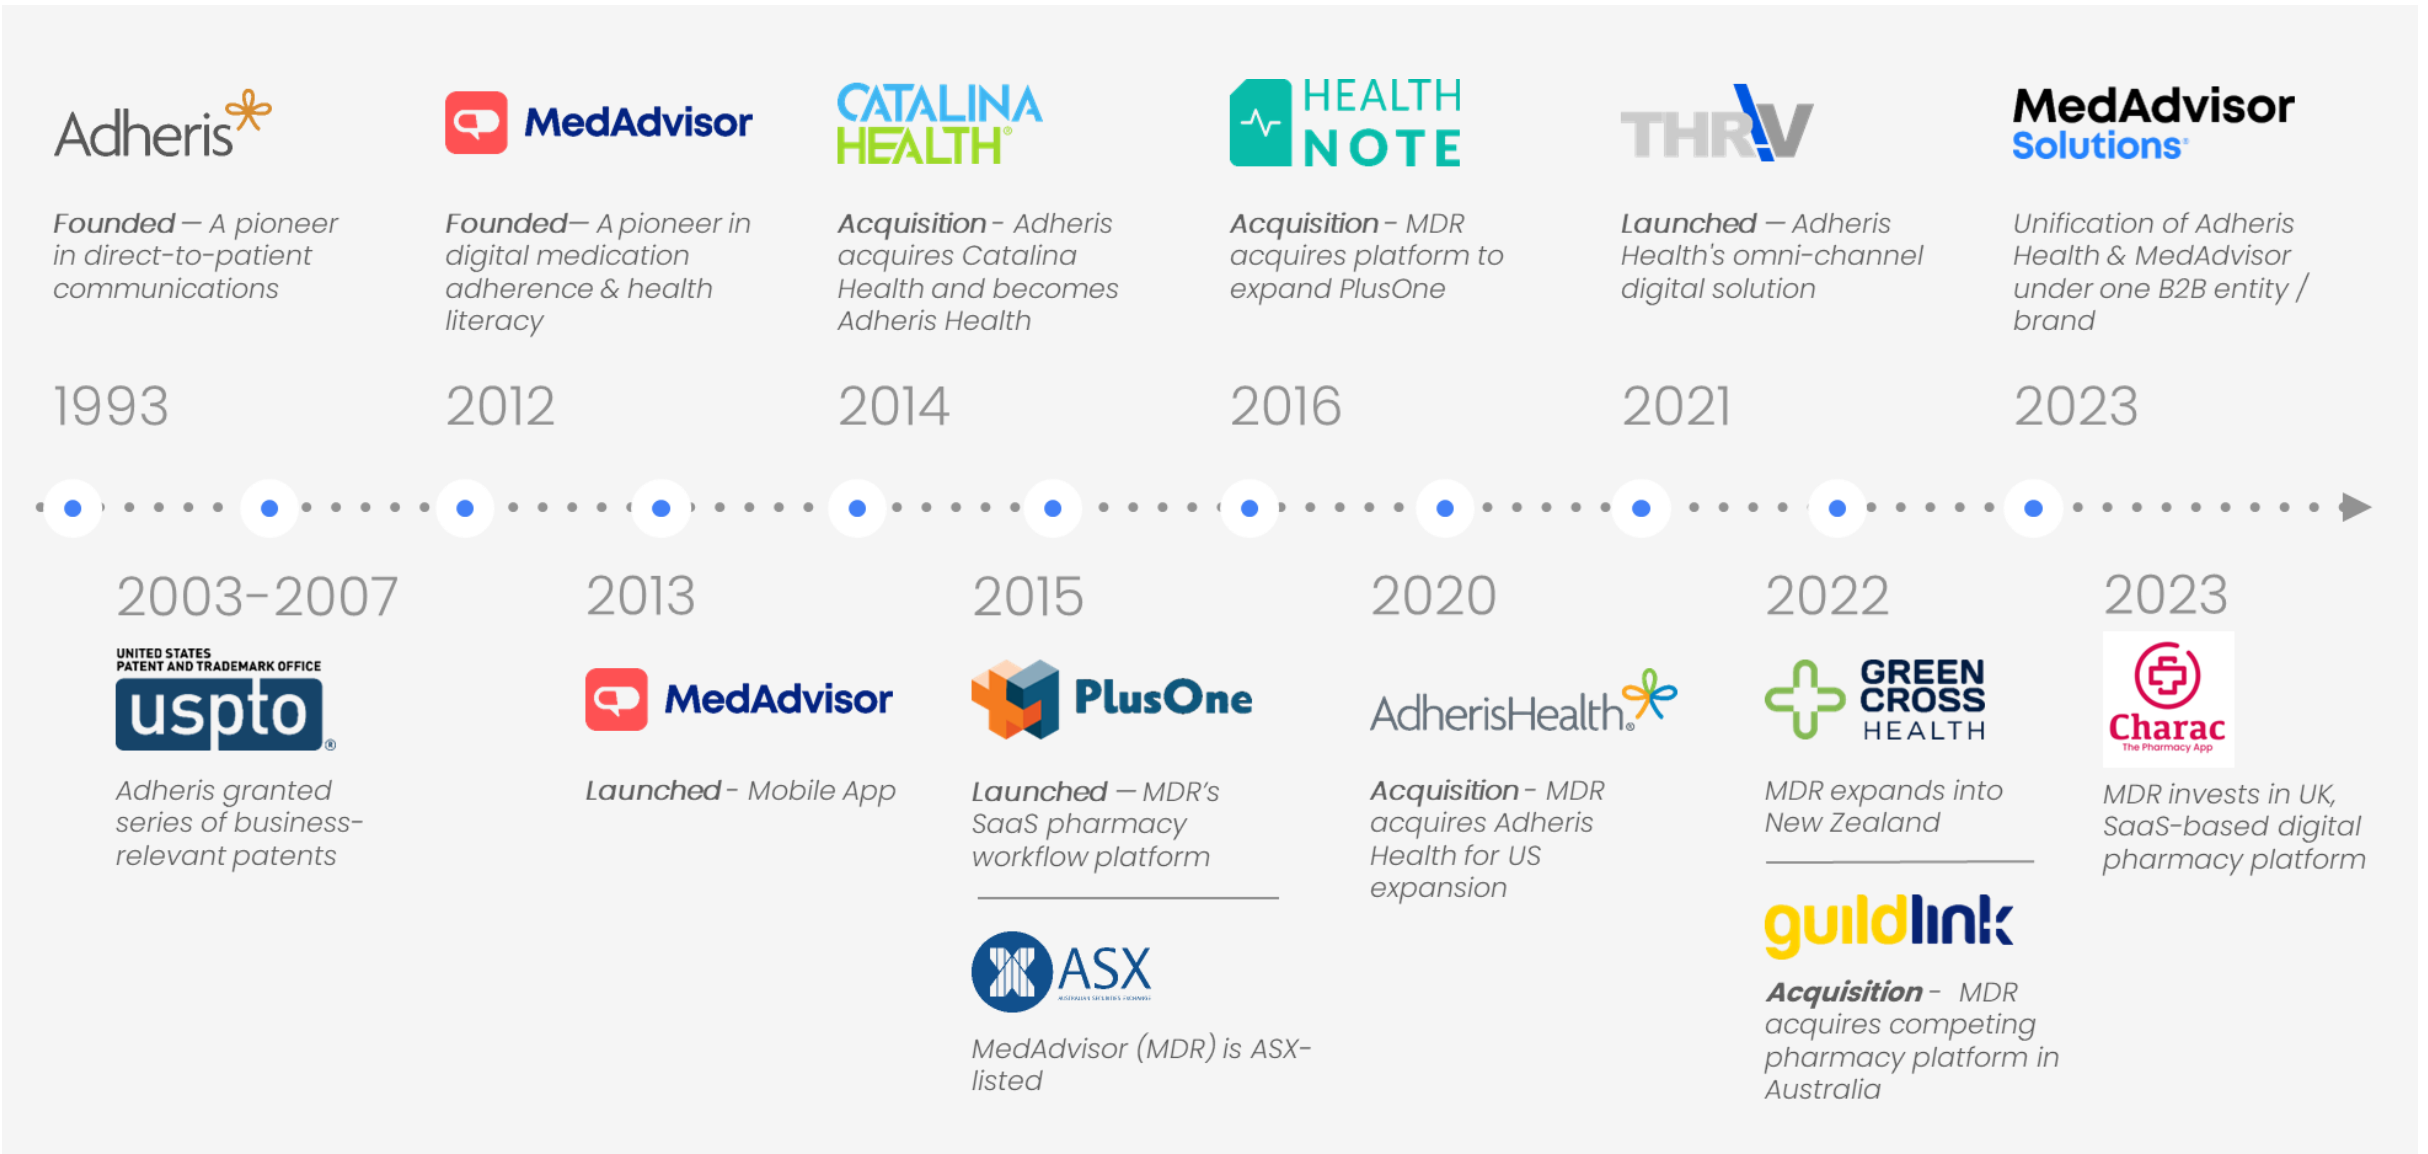 Adheris
Founded — A pioneer
in direct-to-patient
communications
1993
MedAdvisor
Founded— A pioneer in
digital medication
adherence & health
literacy
2012
CATALINA
HEALTH®
Acquisition - Adheris
acquires Catalina
Health and becomes
Adheris Health
2014
HEALTH
NOTE
Acquisition - MDR
acquires platform to
expand PlusOne
2016
THRIV
Launched — Adheris
Health's omni-channel
digital solution
2021
MedAdvisor
Solutions®
Unification of Adheris
Health & MedAdvisor
under one B2B entity /
brand
2023
2003-2007
UNITED STATES
PATENT AND TRADEMARK OFFICE
uspto®
Adheris granted
series of business-
relevant patents
2013
MedAdvisor
Launched - Mobile App
2015
PlusOne
Launched — MDR’s
SaaS pharmacy
workflow platform
ASX
AUSTRALIAN SECURITIES EXCHANGE
MedAdvisor (MDR) is ASX-
listed
2020
AdherisHealth®
Acquisition - MDR
acquires Adheris
Health for US
expansion
2022
GREEN
CROSS
HEALTH
MDR expands into
New Zealand
guildlink
Acquisition - MDR
acquires competing
pharmacy platform in
Australia
2023
Charac
The Pharmacy App
MDR invests in UK,
SaaS-based digital
pharmacy platform